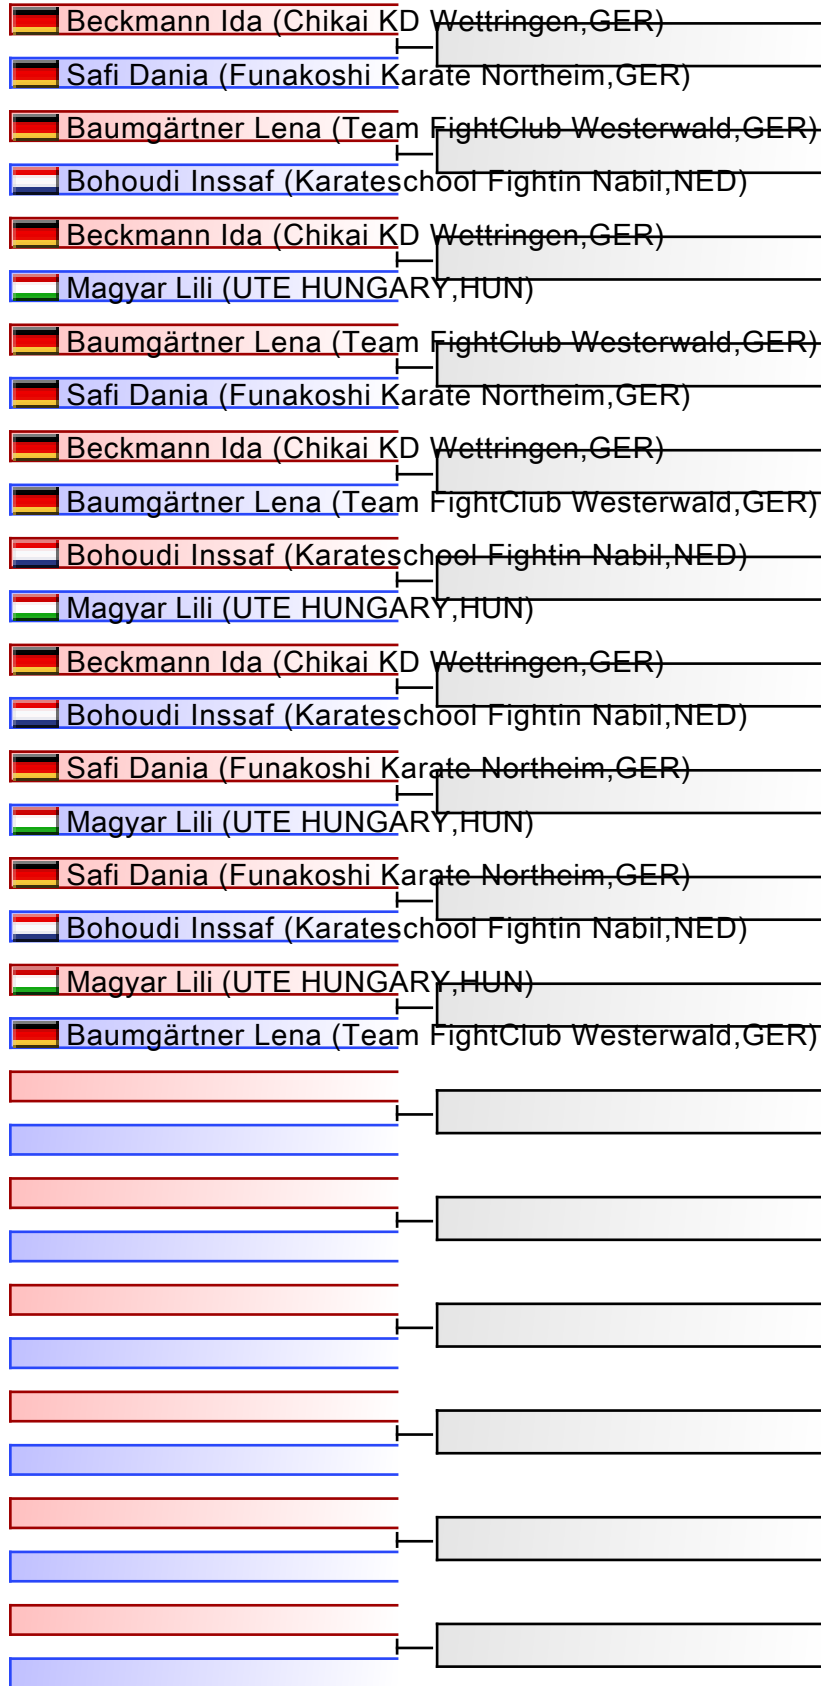 Beckmann Ida (Chikai KD Wettringen,GER)
Safi Dania (Funakoshi Karate Northeim,GER)
Baumgärtner Lena (Team FightClub Westerwald,GER)
Bohoudi Inssaf (Karateschool Fightin Nabil,NED)
Beckmann Ida (Chikai KD Wettringen,GER)
Magyar Lili (UTE HUNGARY,HUN)
Baumgärtner Lena (Team FightClub Westerwald,GER)
Safi Dania (Funakoshi Karate Northeim,GER)
Beckmann Ida (Chikai KD Wettringen,GER)
Baumgärtner Lena (Team FightClub Westerwald,GER)
Bohoudi Inssaf (Karateschool Fightin Nabil,NED)
Magyar Lili (UTE HUNGARY,HUN)
Beckmann Ida (Chikai KD Wettringen,GER)
Bohoudi Inssaf (Karateschool Fightin Nabil,NED)
Safi Dania (Funakoshi Karate Northeim,GER)
Magyar Lili (UTE HUNGARY,HUN)
Safi Dania (Funakoshi Karate Northeim,GER)
Bohoudi Inssaf (Karateschool Fightin Nabil,NED)
Magyar Lili (UTE HUNGARY,HUN)
Baumgärtner Lena (Team FightClub Westerwald,GER)